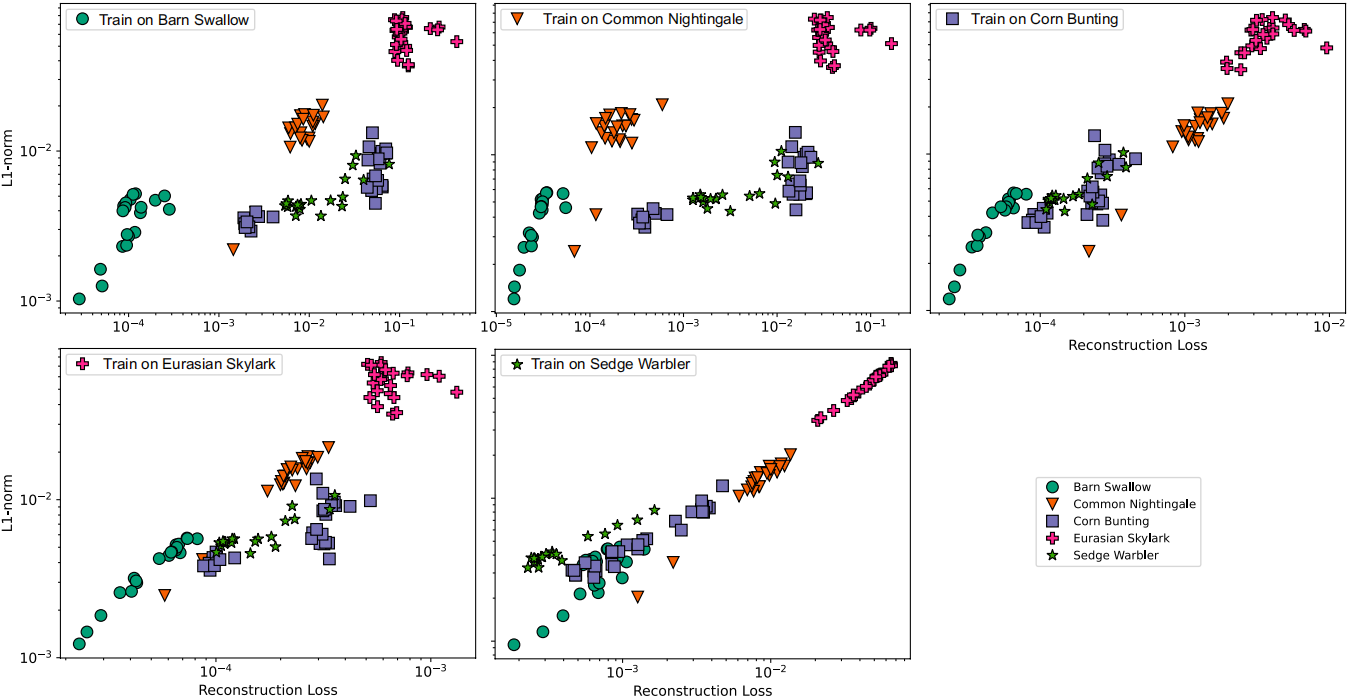 Train on Barn Swallow
Train on Common Nightingale
Train on Corn Bunting
L1-norm
10⁻²
10⁻³
10⁻⁴
10⁻³
10⁻²
10⁻¹
10⁻⁵
10⁻⁴
10⁻³
10⁻²
10⁻¹
10⁻⁴
10⁻³
10⁻²
Reconstruction Loss
Train on Eurasian Skylark
Train on Sedge Warbler
L1-norm
10⁻²
10⁻³
10⁻⁴
10⁻³
Reconstruction Loss
10⁻³
10⁻²
Reconstruction Loss
Barn Swallow
Common Nightingale
Corn Bunting
Eurasian Skylark
Sedge Warbler